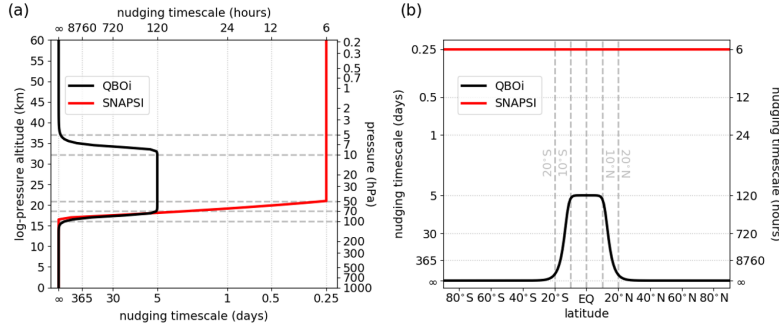 (a)
nudging timescale (hours)
∞ 8760 720 120 24 12 6
60
55
50
45
40
35
30
25
20
15
10
5
0
log-pressure altitude (km)
QBOi
SNAPSI
0.2
0.3
0.5
0.7
1
2
3
5
7
10
20
30
50
70
100
200
300
500
700
1000
pressure (hPa)
∞ 365 30 5 1 0.5 0.25
nudging timescale (days)
(b)
0.25
0.5
1
5
30
365
∞
nudging timescale (days)
QBOi
SNAPSI
20°S
10°S
10°N
20°N
6
12
24
120
720
8760
∞
nudging timescale (hours)
80°S 60°S 40°S 20°S EQ 20°N 40°N 60°N 80°N
latitude